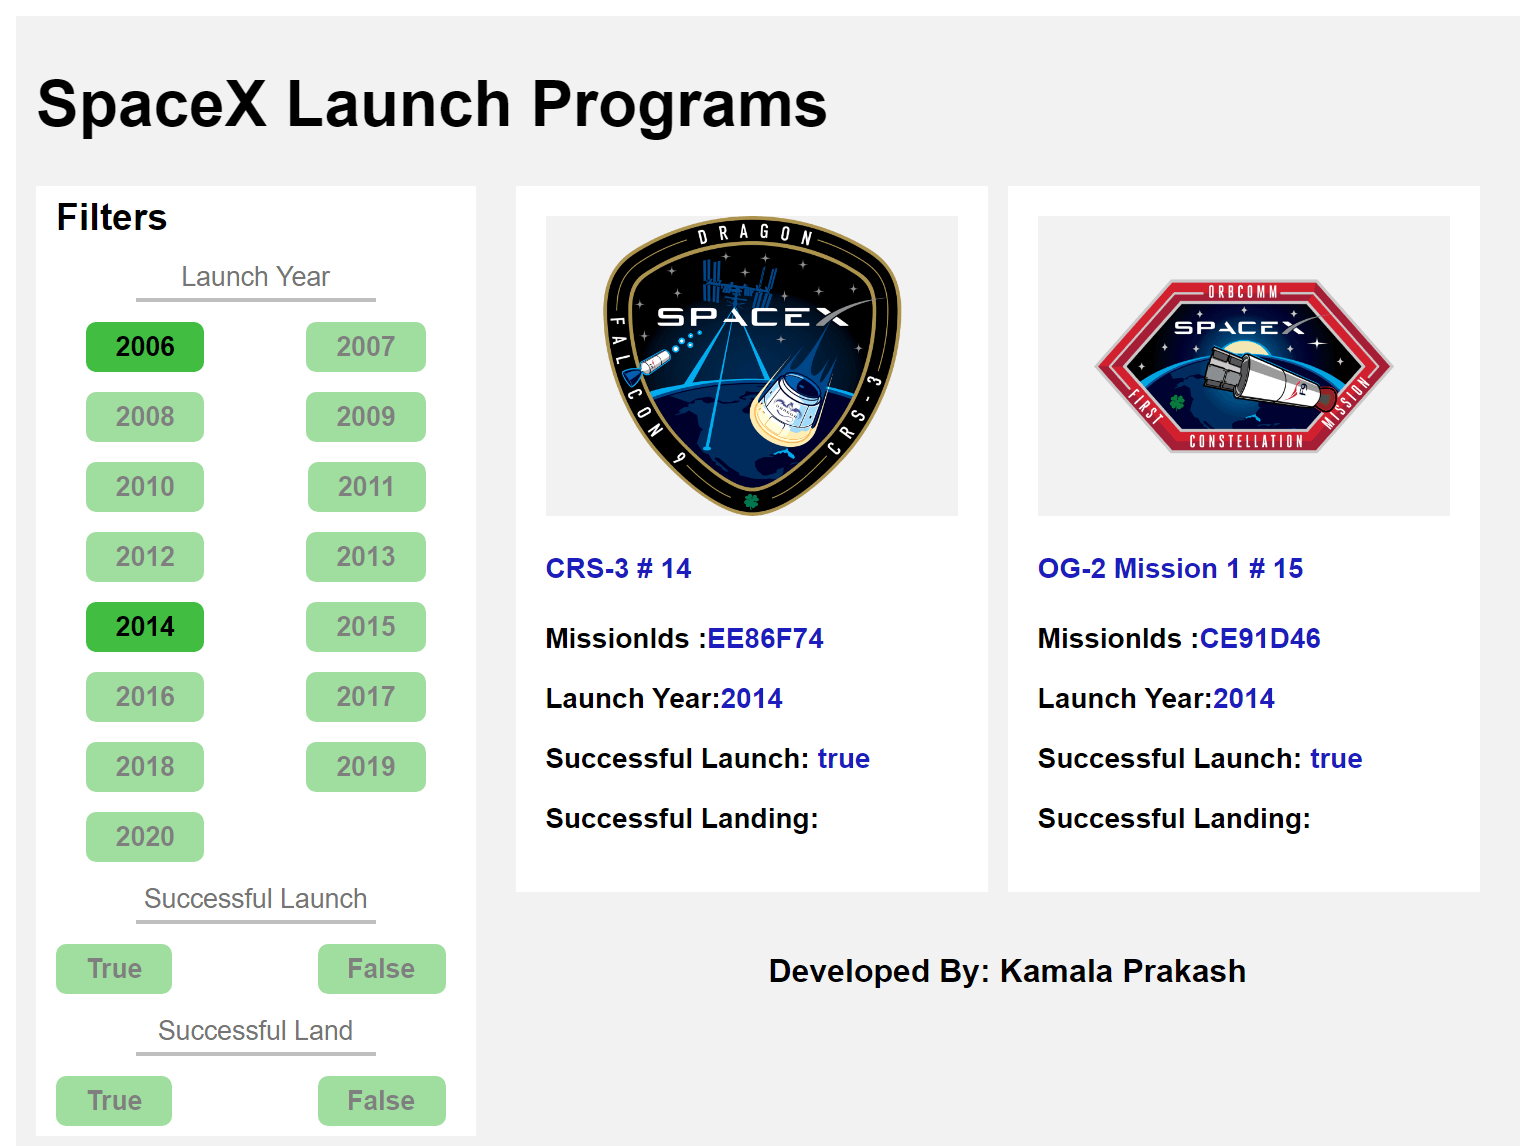 SpaceX Launch Programs
Filters
Launch Year
2006 2007
2008 2009
2010 2011
2012 2013
2014 2015
2016 2017
2018 2019
2020
Successful Launch
True False
Successful Land
True False
DRAGON
SPACEX
FALCON 9
CRS-3
CRS-3 # 14
MissionIds :EE86F74
Launch Year:2014
Successful Launch: true
Successful Landing:
ORBCOMM
SPACEX
FIRST
CONSTELLATION
MISSION
OG-2 Mission 1 # 15
MissionIds :CE91D46
Launch Year:2014
Successful Launch: true
Successful Landing:
Developed By: Kamala Prakash